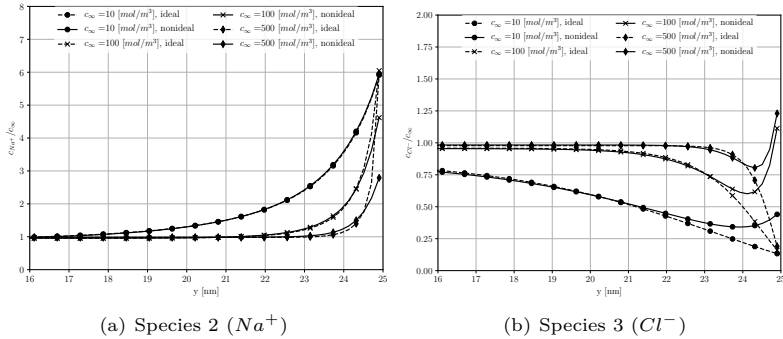 c∞ =10 [mol/m³], ideal
c∞ =10 [mol/m³], nonideal
c∞ =100 [mol/m³], ideal
c∞ =100 [mol/m³], nonideal
c∞ =500 [mol/m³], ideal
c∞ =500 [mol/m³], nonideal
8
7
6
5
4
3
2
1
0
c_Na⁺/c∞
16 17 18 19 20 21 22 23 24 25
y [nm]
(a) Species 2 (Na⁺)
c∞ =10 [mol/m³], ideal
c∞ =10 [mol/m³], nonideal
c∞ =100 [mol/m³], ideal
c∞ =100 [mol/m³], nonideal
c∞ =500 [mol/m³], ideal
c∞ =500 [mol/m³], nonideal
2.00
1.75
1.50
1.25
1.00
0.75
0.50
0.25
0.00
c_Cl⁻/c∞
16 17 18 19 20 21 22 23 24 25
y [nm]
(b) Species 3 (Cl⁻)